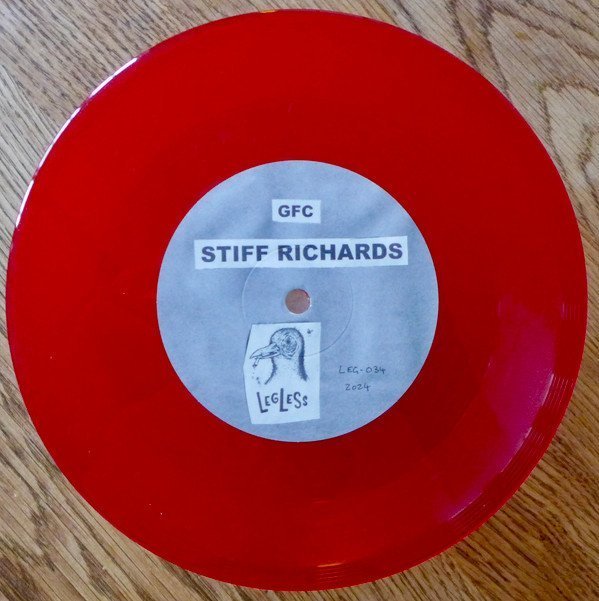 GFC
STIFF RICHARDS
LEGLESS
LEG-034
2024